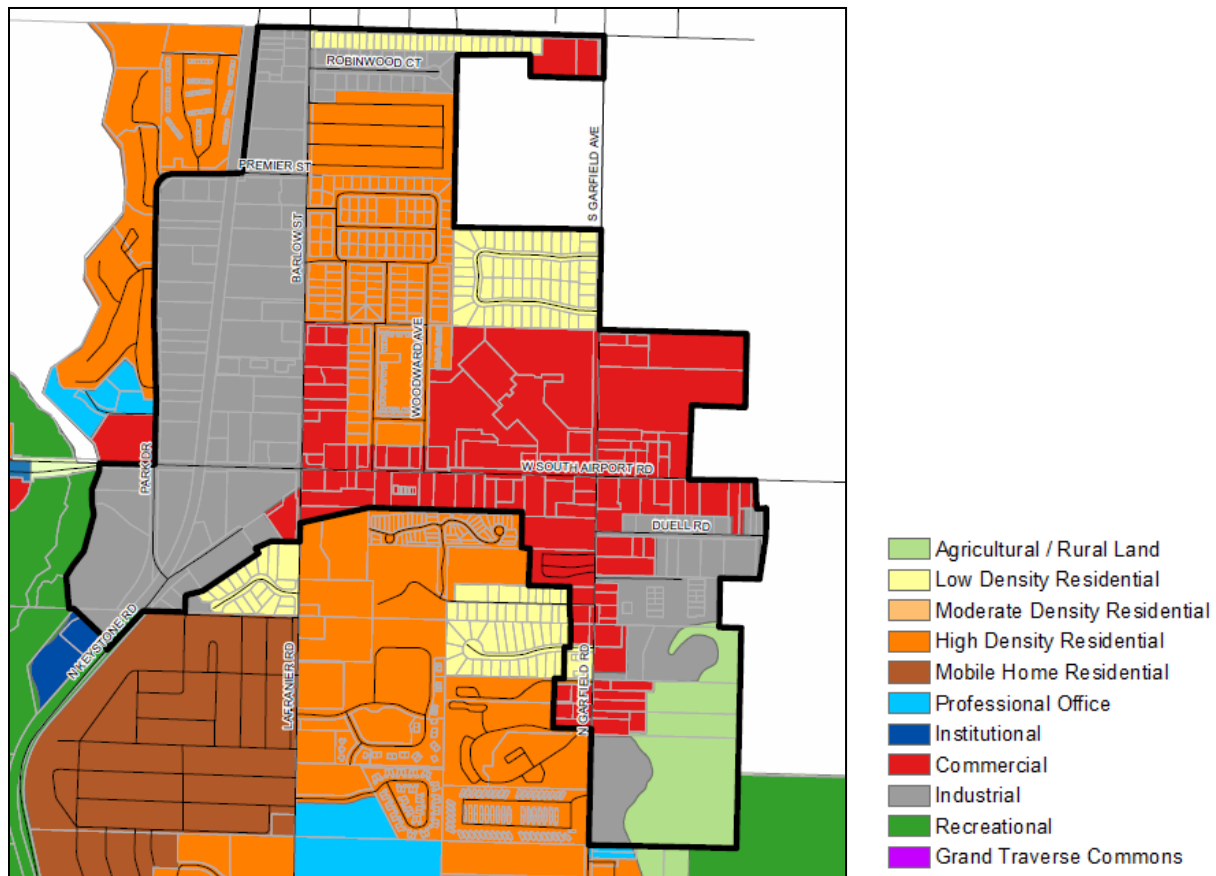 ROBINWOOD CT
S GARFIELD AVE
PREMIER ST
BARLOW ST
WOODWARD AVE
PARK DR
W SOUTH AIRPORT RD
DUELL RD
N KEYSTONE RD
LAFRANIER RD
N GARFIELD RD
Agricultural / Rural Land
Low Density Residential
Moderate Density Residential
High Density Residential
Mobile Home Residential
Professional Office
Institutional
Commercial
Industrial
Recreational
Grand Traverse Commons